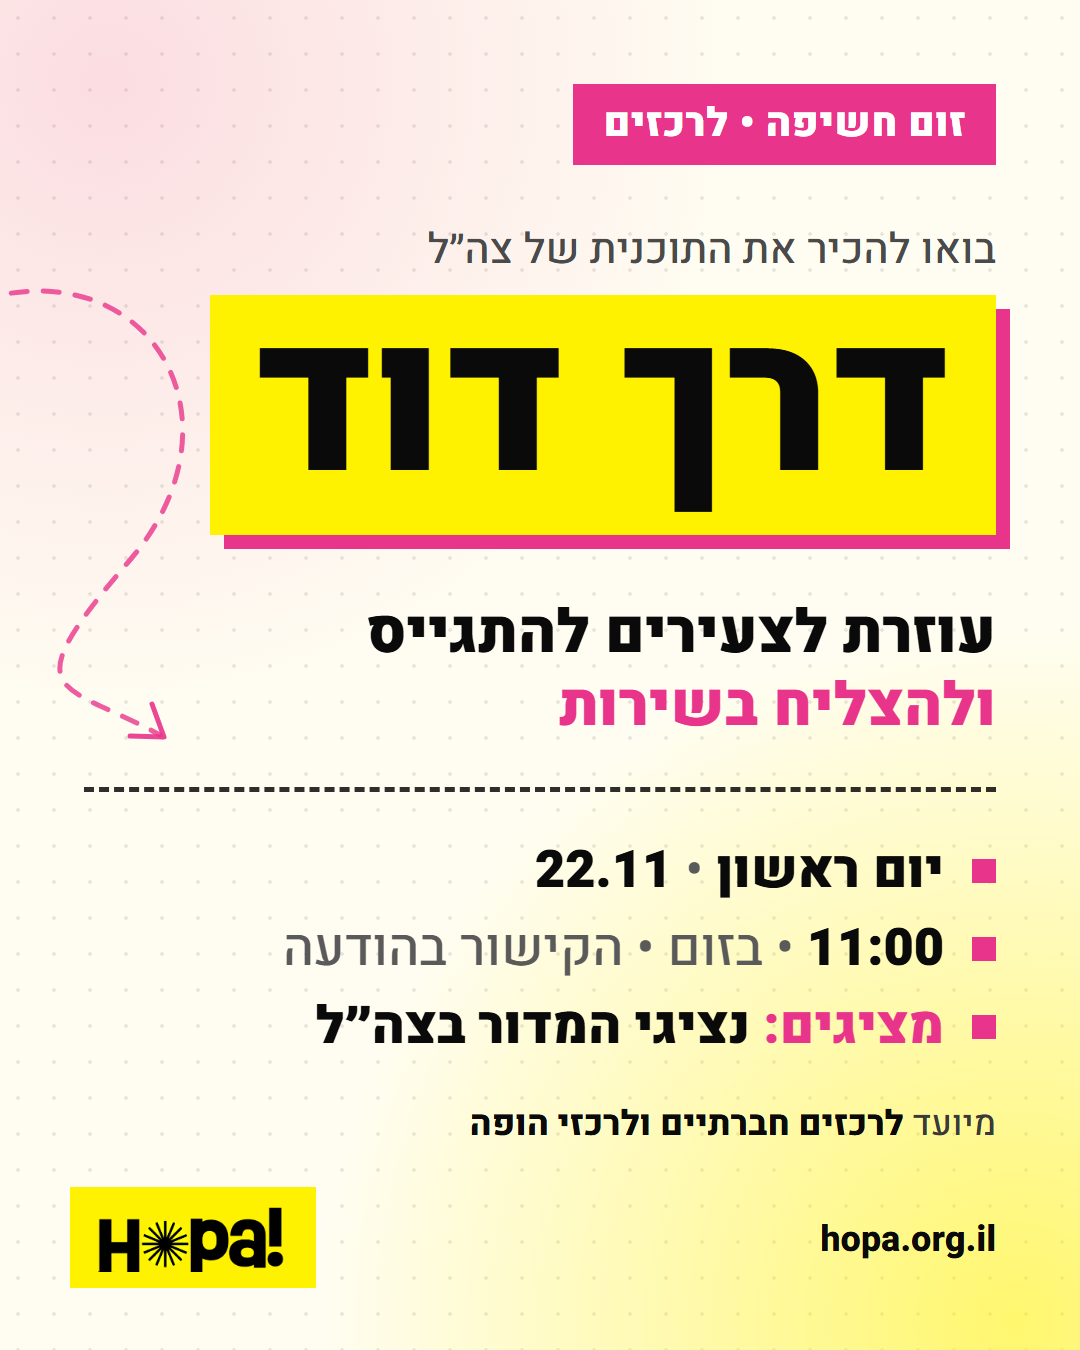 זום חשיפה • לרכזים
בואו להכיר את התוכנית של צה״ל
דרך דוד
עוזרת לצעירים להתגייס
ולהצליח בשירות
יום ראשון • 22.11
11:00 • בזום • הקישור בהודעה
מציגים: נציגי המדור בצה״ל
מיועד לרכזים חברתיים ולרכזי הופה
hopa.org.il
Hopa!